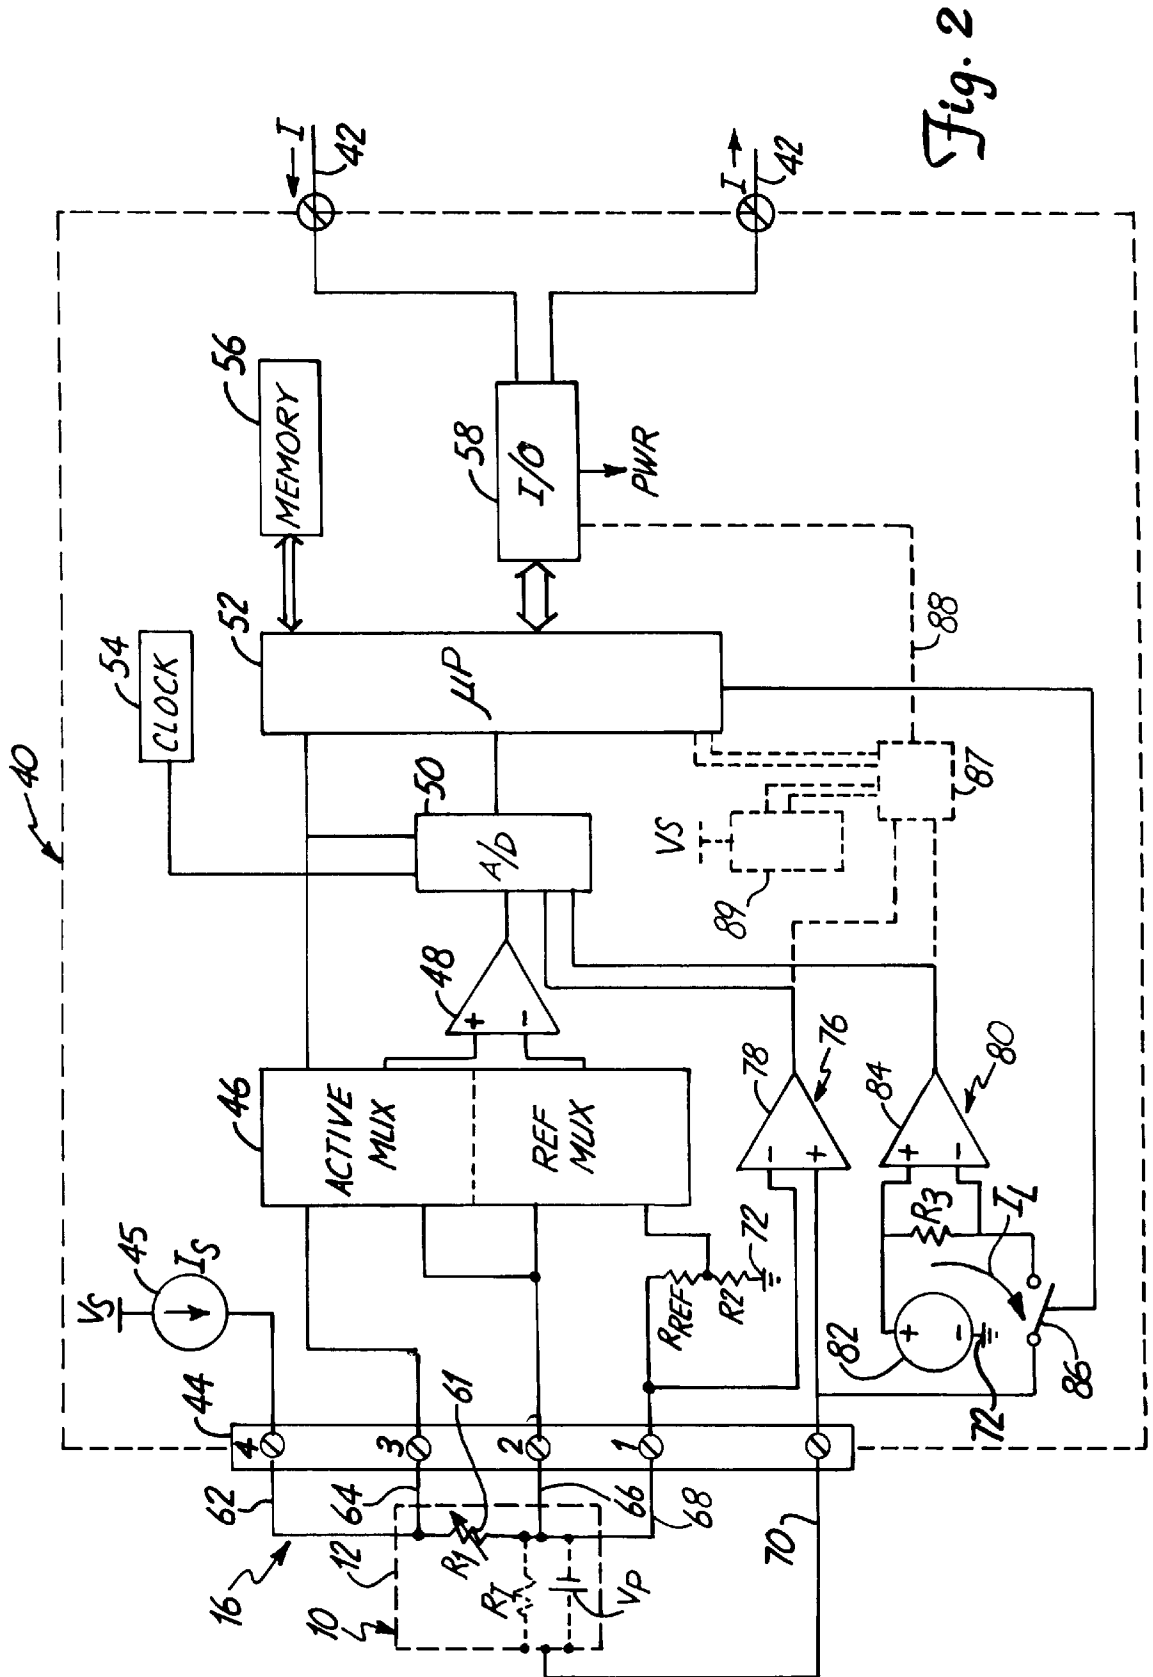 Fig. 2
40
I
42
I
42
56
MEMORY
58
I/O
PWR
54
CLOCK
52
μP
88
50
A/D
VS
89
87
48
+
-
46
ACTIVE
MUX
REF
MUX
78
-
+
76
84
+
-
80
VS
45
IS
RREF
R2
72
R3
IL
82
+
-
72
86
44
4
3
2
1
61
62
64
66
68
70
16
12
10
R1
RI
VP